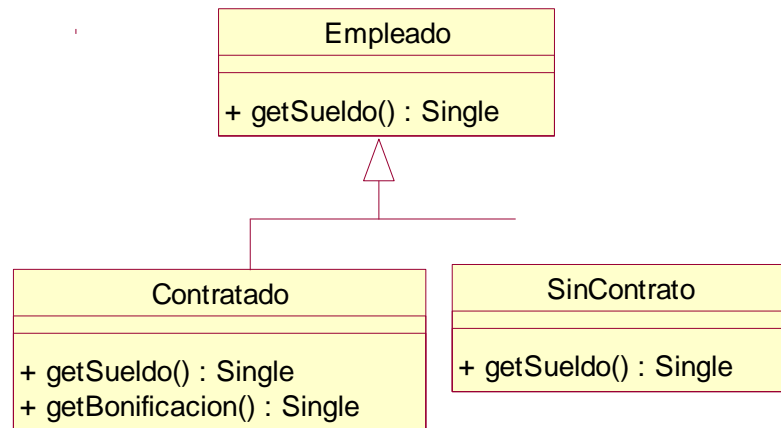 Empleado
+ getSueldo() : Single
Contratado
+ getSueldo() : Single
+ getBonificacion() : Single
SinContrato
+ getSueldo() : Single